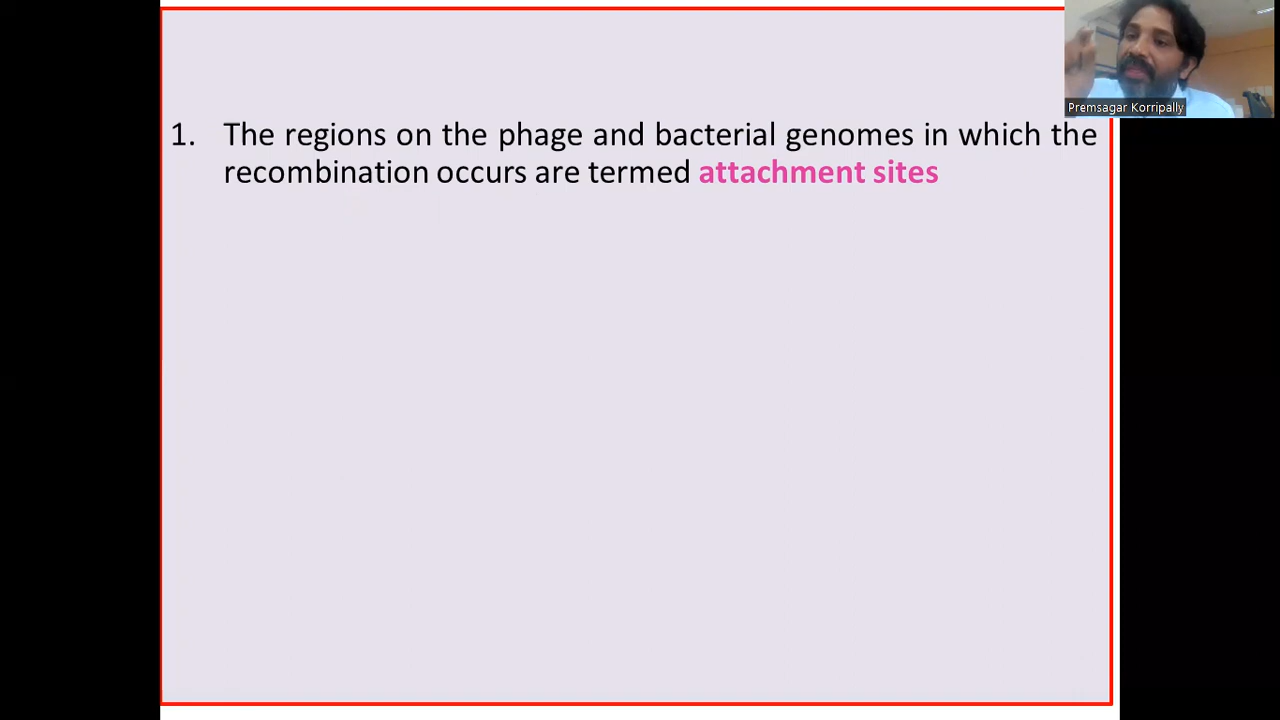 Premsagar Korripally
1. The regions on the phage and bacterial genomes in which the
recombination occurs are termed attachment sites